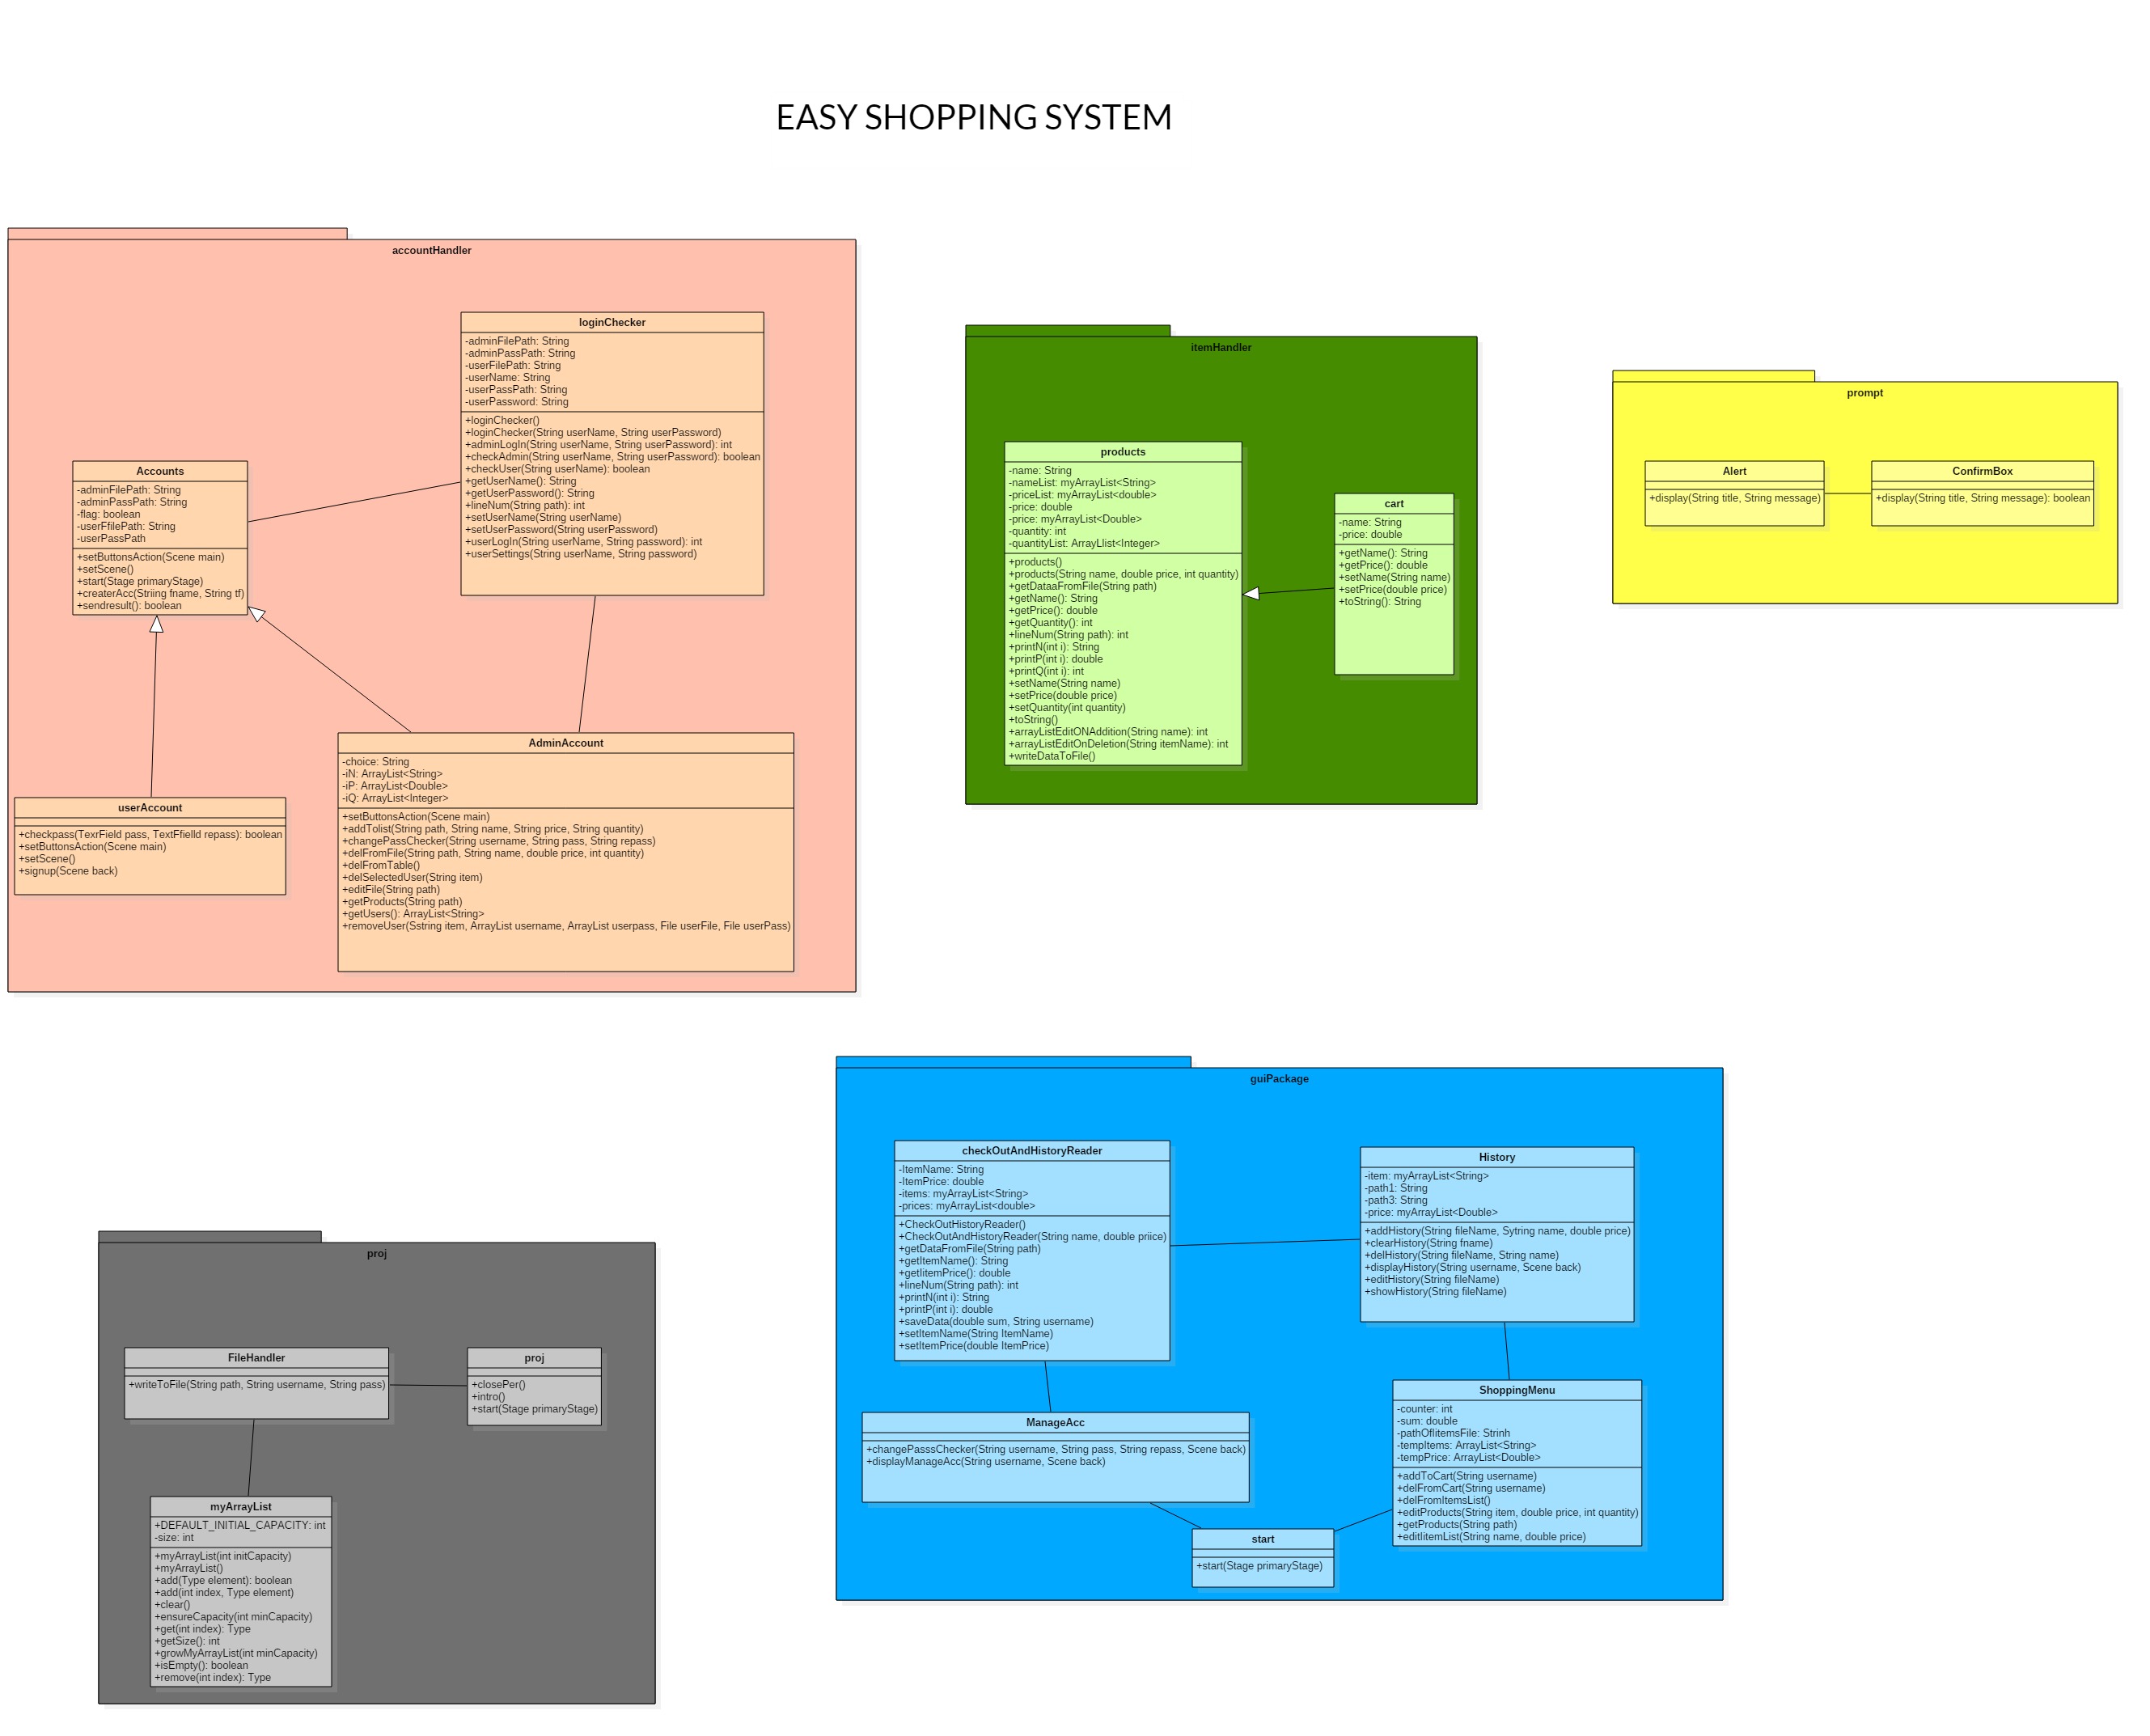 EASY SHOPPING SYSTEM
accountHandler
loginChecker
-adminFilePath: String
-adminPassPath: String
-userFilePath: String
-userName: String
-userPassPath: String
-userPassword: String
+loginChecker()
+loginChecker(String userName, String userPassword)
+adminLogIn(String userName, String userPassword): int
+checkAdmin(String userName, String userPassword): boolean
+checkUser(String userName): boolean
+getUserName(): String
+getUserPassword(): String
+lineNum(String path): int
+setUserName(String userName)
+setUserPassword(String userPassword)
+userLogIn(String userName, String password): int
+userSettings(String userName, String password)
Accounts
-adminFilePath: String
-adminPassPath: String
-flag: boolean
-userFfilePath: String
-userPassPath
+setButtonsAction(Scene main)
+setScene()
+start(Stage primaryStage)
+createrAcc(Striing fname, String tf)
+sendresult(): boolean
userAccount
+checkpass(TexrField pass, TextFfielld repass): boolean
+setButtonsAction(Scene main)
+setScene()
+signup(Scene back)
AdminAccount
-choice: String
-iN: ArrayList<String>
-iP: ArrayList<Double>
-iQ: ArrayList<Integer>
+setButtonsAction(Scene main)
+addTolist(String path, String name, String price, String quantity)
+changePassChecker(String username, String pass, String repass)
+delFromFile(String path, String name, double price, int quantity)
+delFromTable()
+delSelectedUser(String item)
+editFile(String path)
+getProducts(String path)
+getUsers(): ArrayList<String>
+removeUser(Sstring item, ArrayList username, ArrayList userpass, File userFile, File userPass)
itemHandler
products
-name: String
-nameList: myArrayList<String>
-priceList: myArrayList<double>
-price: double
-price: myArrayList<Double>
-quantity: int
-quantityList: ArrayLlist<Integer>
+products()
+products(String name, double price, int quantity)
+getDataaFromFile(String path)
+getName(): String
+getPrice(): double
+getQuantity(): int
+lineNum(String path): int
+printN(int i): String
+printP(int i): double
+printQ(int i): int
+setName(String name)
+setPrice(double price)
+setQuantity(int quantity)
+toString()
+arrayListEditONAddition(String name): int
+arrayListEditOnDeletion(String itemName): int
+writeDataToFile()
cart
-name: String
-price: double
+getName(): String
+getPrice(): double
+setName(String name)
+setPrice(double price)
+toString(): String
prompt
Alert
+display(String title, String message)
ConfirmBox
+display(String title, String message): boolean
proj
FileHandler
+writeToFile(String path, String username, String pass)
proj
+closePer()
+intro()
+start(Stage primaryStage)
myArrayList
+DEFAULT_INITIAL_CAPACITY: int
-size: int
+myArrayList(int initCapacity)
+myArrayList()
+add(Type element): boolean
+add(int index, Type element)
+clear()
+ensureCapacity(int minCapacity)
+get(int index): Type
+getSize(): int
+growMyArrayList(int minCapacity)
+isEmpty(): boolean
+remove(int index): Type
guiPackage
checkOutAndHistoryReader
-ItemName: String
-ItemPrice: double
-items: myArrayList<String>
-prices: myArrayList<double>
+CheckOutHistoryReader()
+CheckOutAndHistoryReader(String name, double priice)
+getDataFromFile(String path)
+getItemName(): String
+getIitemPrice(): double
+lineNum(String path): int
+printN(int i): String
+printP(int i): double
+saveData(double sum, String username)
+setItemName(String ItemName)
+setItemPrice(double ItemPrice)
History
-item: myArrayList<String>
-path1: String
-path3: String
-price: myArrayList<Double>
+addHistory(String fileName, Sytring name, double price)
+clearHistory(String fname)
+delHistory(String fileName, String name)
+displayHistory(String username, Scene back)
+editHistory(String fileName)
+showHistory(String fileName)
ManageAcc
+changePasssChecker(String username, String pass, String repass, Scene back)
+displayManageAcc(String username, Scene back)
ShoppingMenu
-counter: int
-sum: double
-pathOfIitemsFile: Strinh
-tempItems: ArrayList<String>
-tempPrice: ArrayList<Double>
+addToCart(String username)
+delFromCart(String username)
+delFromItemsList()
+editProducts(String item, double price, int quantity)
+getProducts(String path)
+editIitemList(String name, double price)
start
+start(Stage primaryStage)